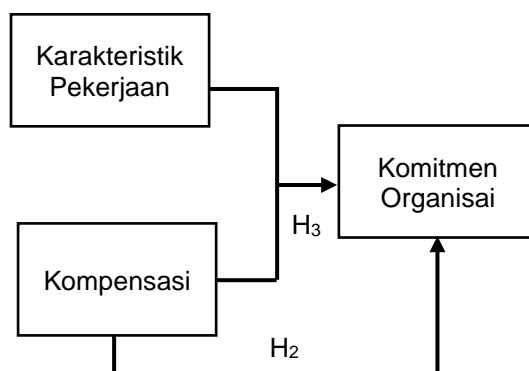 Karakteristik
Pekerjaan
Komitmen
Organisai
H3
Kompensasi
H2